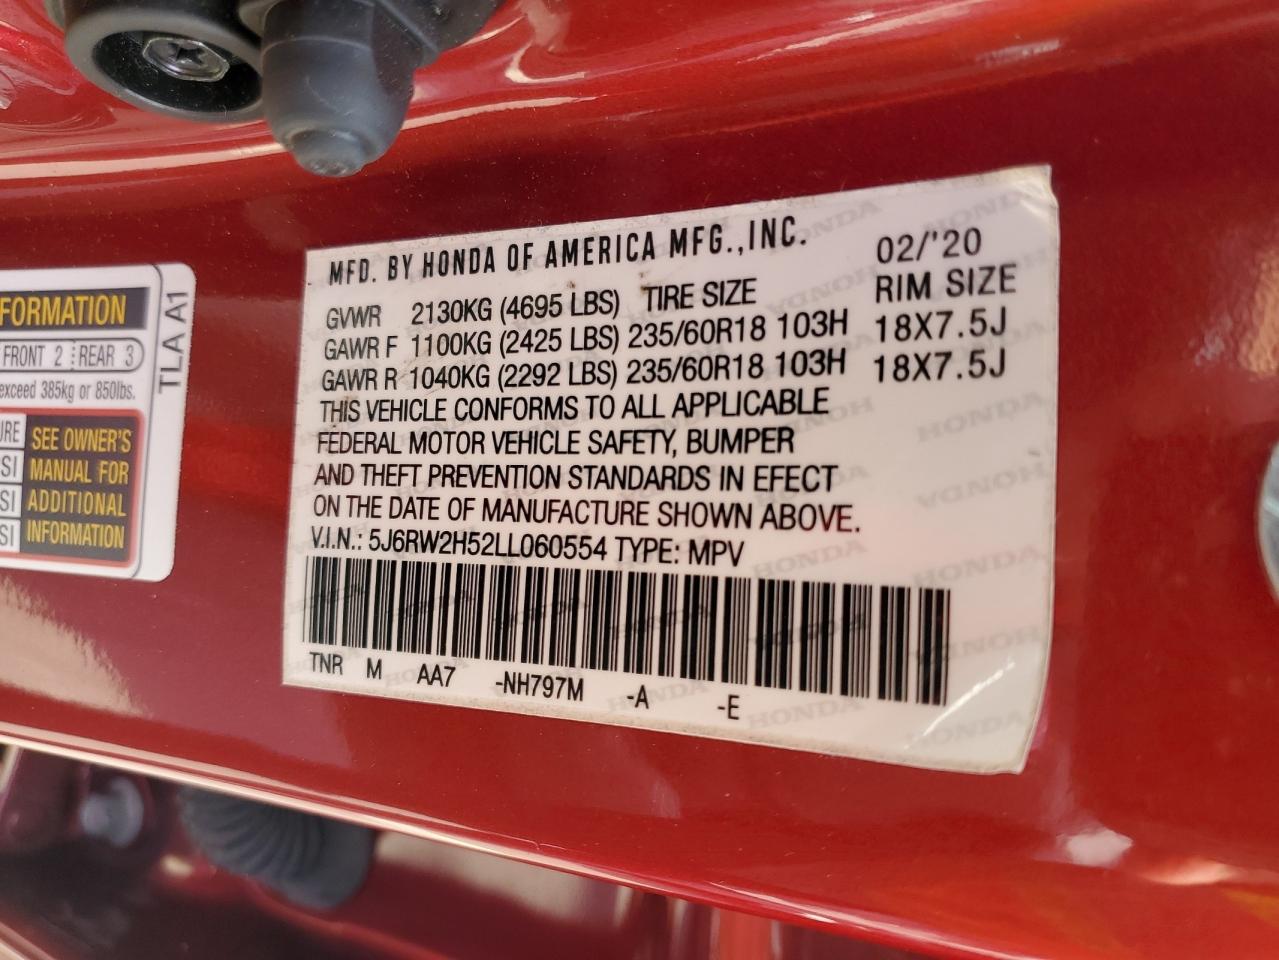 MFD. BY HONDA OF AMERICA MFG.,INC. 02/'20
GVWR 2130KG (4695 LBS) TIRE SIZE RIM SIZE
GAWR F 1100KG (2425 LBS) 235/60R18 103H 18X7.5J
GAWR R 1040KG (2292 LBS) 235/60R18 103H 18X7.5J
THIS VEHICLE CONFORMS TO ALL APPLICABLE
FEDERAL MOTOR VEHICLE SAFETY, BUMPER
AND THEFT PREVENTION STANDARDS IN EFFECT
ON THE DATE OF MANUFACTURE SHOWN ABOVE.
V.I.N.: 5J6RW2H52LL060554 TYPE: MPV
TNR M AA7 -NH797M -A -E
FRONT 2 REAR 3
exceed 385kg or 850lbs.
SEE OWNER'S
MANUAL FOR
ADDITIONAL
INFORMATION
TLA A1
HONDA